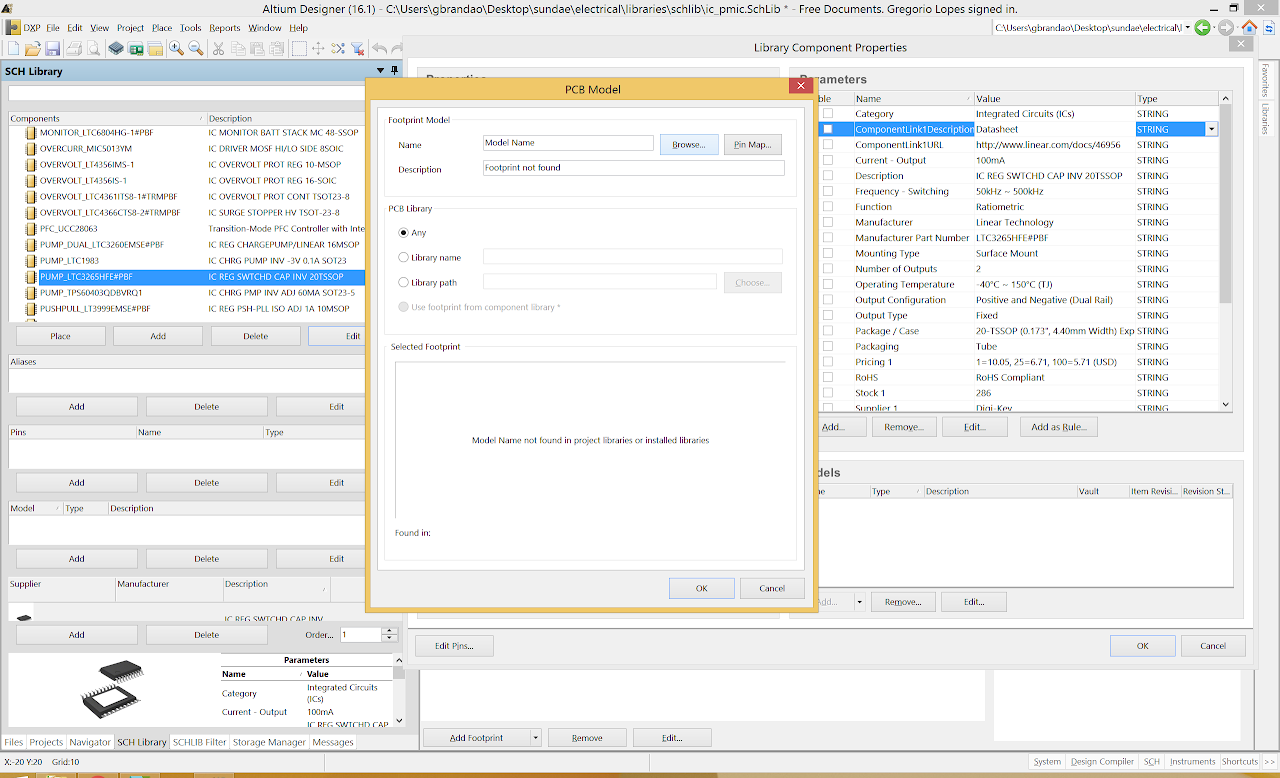 Altium Designer (16.1) - C:\Users\gbrandao\Desktop\sundae\electrical\libraries\schlib\ic_pmic.SchLib * - Free Documents. Gregorio Lopes signed in.
DXP File Edit View Project Place Tools Reports Window Help
C:\Users\gbrandao\Desktop\sundae\electrical\l
SCH Library
Library Component Properties
Favorites
Libraries
Components Description
MONITOR_LTC6804HG-1#PBF IC MONITOR BATT STACK MC 48-SSOP
OVERCURR_MIC5013YM IC DRIVER MOSF HI/LO SIDE 8SOIC
OVERVOLT_LT4356IMS-1 IC OVERVOLT PROT REG 10-MSOP
OVERVOLT_LT4356IS-1 IC OVERVOLT PROT REG 16-SOIC
OVERVOLT_LTC4361ITS8-1#TRMPBF IC OVERVOLT PROT CONT TSOT23-8
OVERVOLT_LTC4366CTS8-2#TRMPBF IC SURGE STOPPER HV TSOT-23-8
PFC_UCC28063 Transition-Mode PFC Controller with Inte
PUMP_DUAL_LTC3260EMSE#PBF IC REG CHARGEPUMP/LINEAR 16MSOP
PUMP_LTC1983 IC CHRG PUMP INV -3V 0.1A SOT23
PUMP_LTC3265HFE#PBF IC REG SWTCHD CAP INV 20TSSOP
PUMP_TPS60403QDBVRQ1 IC CHRG PMP INV ADJ 60MA SOT23-5
PUSHPULL_LT3999EMSE#PBF IC REG PSH-PLL ISO ADJ 1A 10MSOP
Place Add Delete Edit
Aliases
Add Delete Edit
Pins Name Type
Add Delete Edit
Model Type Description
Add Delete Edit
Supplier Manufacturer Description
IC REG SWTCHD CAP INV
Add Delete Order... 1
Parameters
Name Value
Category Integrated Circuits (ICs)
Current - Output 100mA
IC REG SWTCHD CAP
Files Projects Navigator SCH Library SCHLIB Filter Storage Manager Messages
X:-20 Y:20 Grid:10
PCB Model
Footprint Model
Name Model Name Browse... Pin Map...
Description Footprint not found
PCB Library
Any
Library name
Library path Choose...
Use footprint from component library *
Selected Footprint
Model Name not found in project libraries or installed libraries
Found in:
OK Cancel
Properties
Parameters
ble Name Value Type
Category Integrated Circuits (ICs) STRING
ComponentLink1Description Datasheet STRING
ComponentLink1URL http://www.linear.com/docs/46956 STRING
Current - Output 100mA STRING
Description IC REG SWTCHD CAP INV 20TSSOP STRING
Frequency - Switching 50kHz ~ 500kHz STRING
Function Ratiometric STRING
Manufacturer Linear Technology STRING
Manufacturer Part Number LTC3265HFE#PBF STRING
Mounting Type Surface Mount STRING
Number of Outputs 2 STRING
Operating Temperature -40°C ~ 150°C (TJ) STRING
Output Configuration Positive and Negative (Dual Rail) STRING
Output Type Fixed STRING
Package / Case 20-TSSOP (0.173", 4.40mm Width) Exp STRING
Packaging Tube STRING
Pricing 1 1=10.05, 25=6.71, 100=5.71 (USD) STRING
RoHS RoHS Compliant STRING
Stock 1 286 STRING
Supplier 1 Digi-Key STRING
Add... Remove... Edit... Add as Rule...
dels
me Type Description Vault Item Revisi... Revision St...
Add... Remove... Edit...
Edit Pins... OK Cancel
Add Footprint Remove Edit...
System Design Compiler SCH Instruments Shortcuts >>